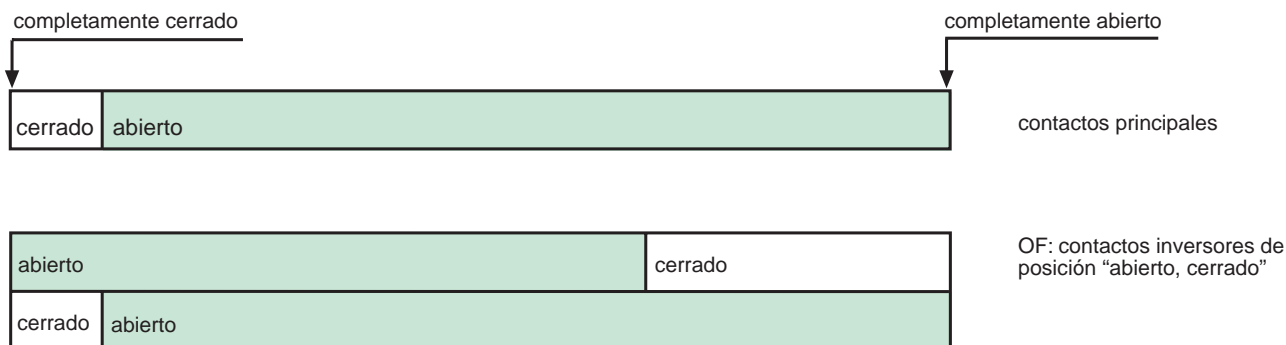 completamente cerrado
completamente abierto
cerrado
abierto
contactos principales
abierto
cerrado
OF: contactos inversores de
posición “abierto, cerrado”
cerrado
abierto